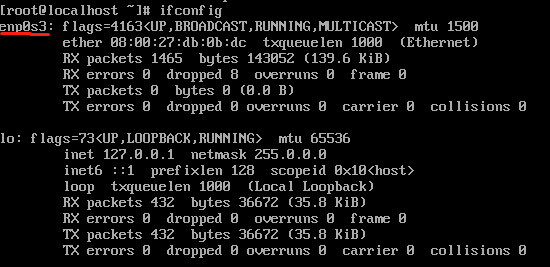 [root@localhost ~]# ifconfig
enp0s3: flags=4163<UP,BROADCAST,RUNNING,MULTICAST>  mtu 1500
ether 08:00:27:db:0b:dc  txqueuelen 1000  (Ethernet)
RX packets 1465  bytes 143052 (139.6 KiB)
RX errors 0  dropped 8  overruns 0  frame 0
TX packets 0  bytes 0 (0.0 B)
TX errors 0  dropped 0 overruns 0  carrier 0  collisions 0
lo: flags=73<UP,LOOPBACK,RUNNING>  mtu 65536
inet 127.0.0.1  netmask 255.0.0.0
inet6 ::1  prefixlen 128  scopeid 0x10<host>
loop  txqueuelen 1000  (Local Loopback)
RX packets 432  bytes 36672 (35.8 KiB)
RX errors 0  dropped 0  overruns 0  frame 0
TX packets 432  bytes 36672 (35.8 KiB)
TX errors 0  dropped 0 overruns 0  carrier 0  collisions 0